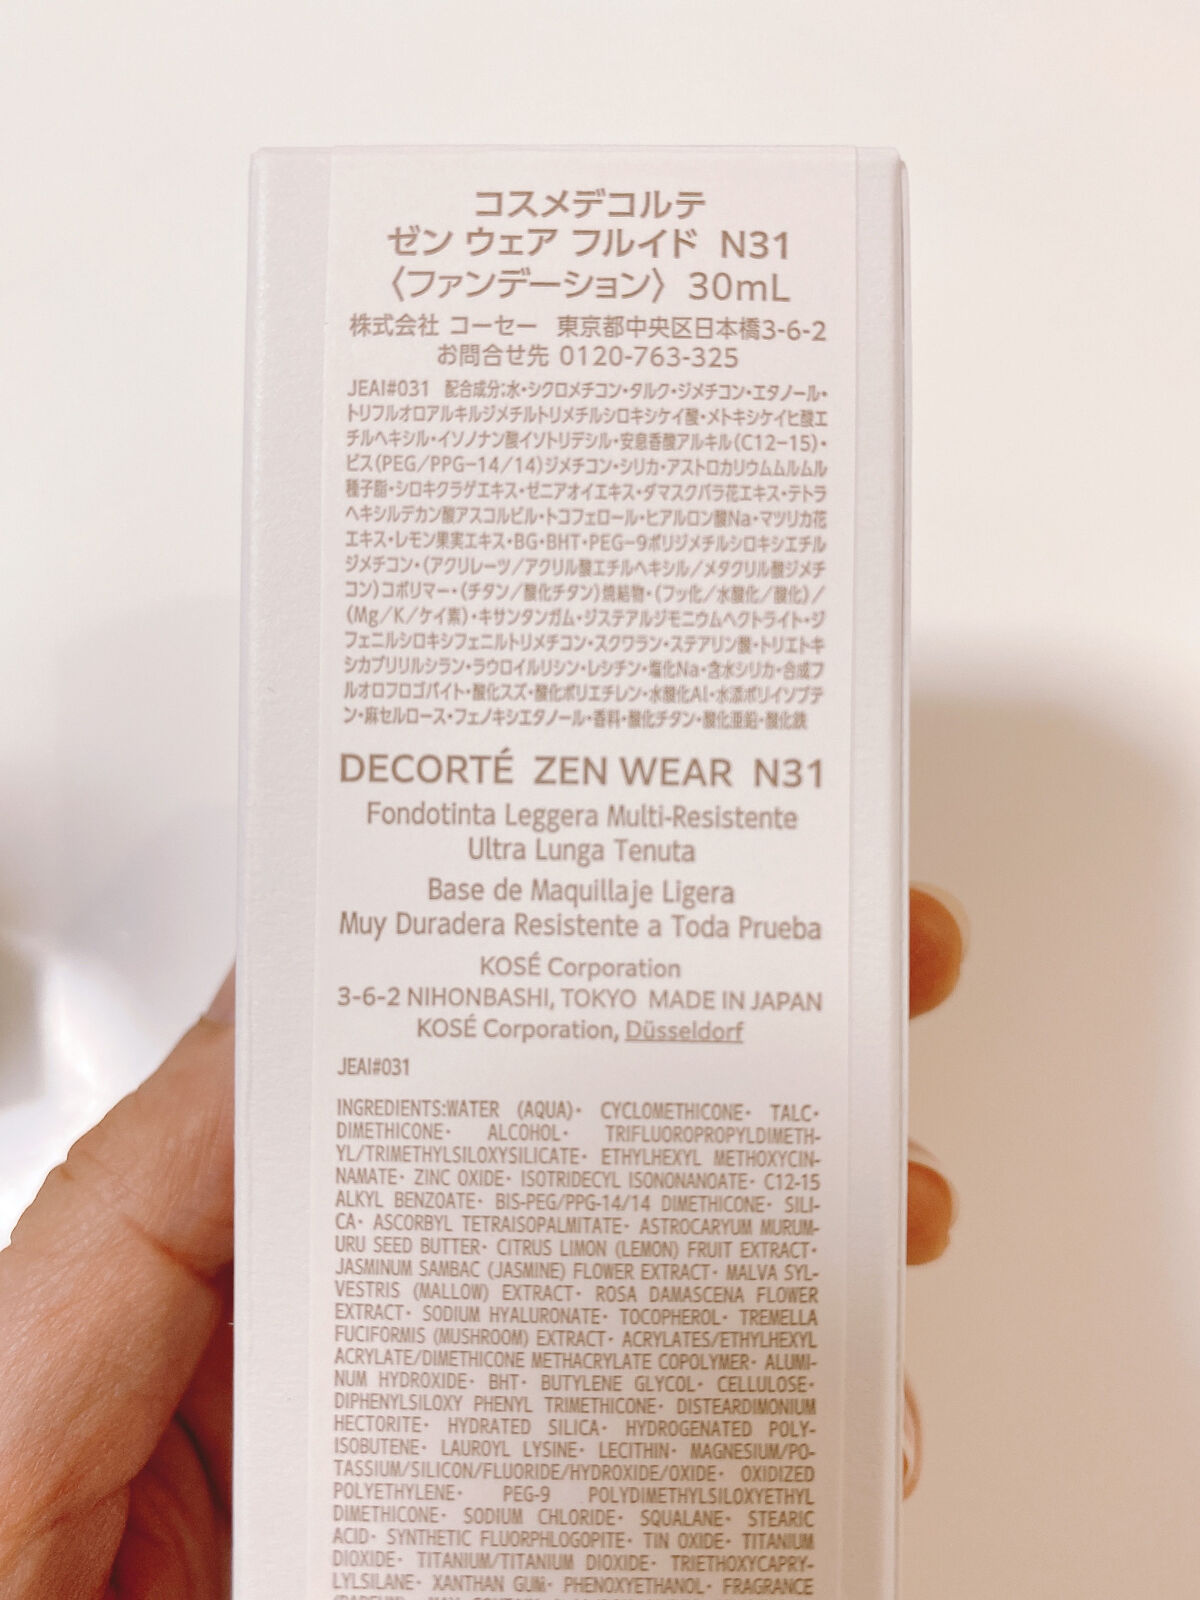 コスメデコルテ
ゼン ウェア フルイド N31
〈ファンデーション〉 30mL
株式会社 コーセー 東京都中央区日本橋3-6-2
お問合せ先 0120-763-325
JEAI#031 配合成分:水・シクロメチコン・タルク・ジメチコン・エタノール・
トリフルオロアルキルジメチルトリメチルシロキシケイ酸・メトキシケイヒ酸エ
チルヘキシル・イソノナン酸イソトリデシル・安息香酸アルキル(C12-15)・
ビス(PEG/PPG-14/14)ジメチコン・シリカ・アストロカリウムムルムル
種子脂・シロキクラゲエキス・ゼニアオイエキス・ダマスクバラ花エキス・テトラ
ヘキシルデカン酸アスコルビル・トコフェロール・ヒアルロン酸Na・マツリカ花
エキス・レモン果実エキス・BG・BHT・PEG-9ポリジメチルシロキシエチル
ジメチコン・(アクリレーツ/アクリル酸エチルヘキシル/メタクリル酸ジメチ
コン)コポリマー・(チタン/酸化チタン)焼結物・(フッ化/水酸化/酸化)/
(Mg/K/ケイ素)・キサンタンガム・ジステアルジモニウムヘクトライト・ジ
フェニルシロキシフェニルトリメチコン・スクワラン・ステアリン酸・トリエトキ
シカプリリルシラン・ラウロイルリシン・レシチン・塩化Na・含水シリカ・合成フ
ルオロフロゴパイト・酸化スズ・酸化ポリエチレン・水酸化Al・水添ポリイソブテ
ン・麻セルロース・フェノキシエタノール・香料・酸化チタン・酸化亜鉛・酸化鉄
DECORTÉ ZEN WEAR N31
Fondotinta Leggera Multi-Resistente
Ultra Lunga Tenuta
Base de Maquillaje Ligera
Muy Duradera Resistente a Toda Prueba
KOSÉ Corporation
3-6-2 NIHONBASHI, TOKYO MADE IN JAPAN
KOSÉ Corporation, Düsseldorf
JEAI#031
INGREDIENTS:WATER (AQUA)・ CYCLOMETHICONE・ TALC・
DIMETHICONE・ ALCOHOL・ TRIFLUOROPROPYLDIMETH-
YL/TRIMETHYLSILOXYSILICATE・ ETHYLHEXYL METHOXYCIN-
NAMATE・ ZINC OXIDE・ ISOTRIDECYL ISONONANOATE・ C12-15
ALKYL BENZOATE・ BIS-PEG/PPG-14/14 DIMETHICONE・ SILI-
CA・ ASCORBYL TETRAISOPALMITATE・ ASTROCARYUM MURUM-
URU SEED BUTTER・ CITRUS LIMON (LEMON) FRUIT EXTRACT・
JASMINUM SAMBAC (JASMINE) FLOWER EXTRACT・ MALVA SYL-
VESTRIS (MALLOW) EXTRACT・ ROSA DAMASCENA FLOWER
EXTRACT・ SODIUM HYALURONATE・ TOCOPHEROL・ TREMELLA
FUCIFORMIS (MUSHROOM) EXTRACT・ ACRYLATES/ETHYLHEXYL
ACRYLATE/DIMETHICONE METHACRYLATE COPOLYMER・ ALUMI-
NUM HYDROXIDE・ BHT・ BUTYLENE GLYCOL・ CELLULOSE・
DIPHENYLSILOXY PHENYL TRIMETHICONE・ DISTEARDIMONIUM
HECTORITE・ HYDRATED SILICA・ HYDROGENATED POLY-
ISOBUTENE・ LAUROYL LYSINE・ LECITHIN・ MAGNESIUM/PO-
TASSIUM/SILICON/FLUORIDE/HYDROXIDE/OXIDE・ OXIDIZED
POLYETHYLENE・ PEG-9 POLYDIMETHYLSILOXYETHYL
DIMETHICONE・ SODIUM CHLORIDE・ SQUALANE・ STEARIC
ACID・ SYNTHETIC FLUORPHLOGOPITE・ TIN OXIDE・ TITANIUM
DIOXIDE・ TITANIUM/TITANIUM DIOXIDE・ TRIETHOXYCAPRY-
LYLSILANE・ XANTHAN GUM・ PHENOXYETHANOL・ FRAGRANCE